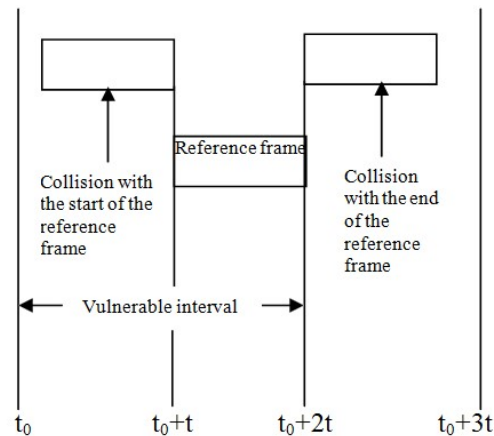 Reference frame
Collision with
the start of the
reference
frame
Collision
with the end
of the
reference
frame
Vulnerable interval
t₀
t₀+t
t₀+2t
t₀+3t